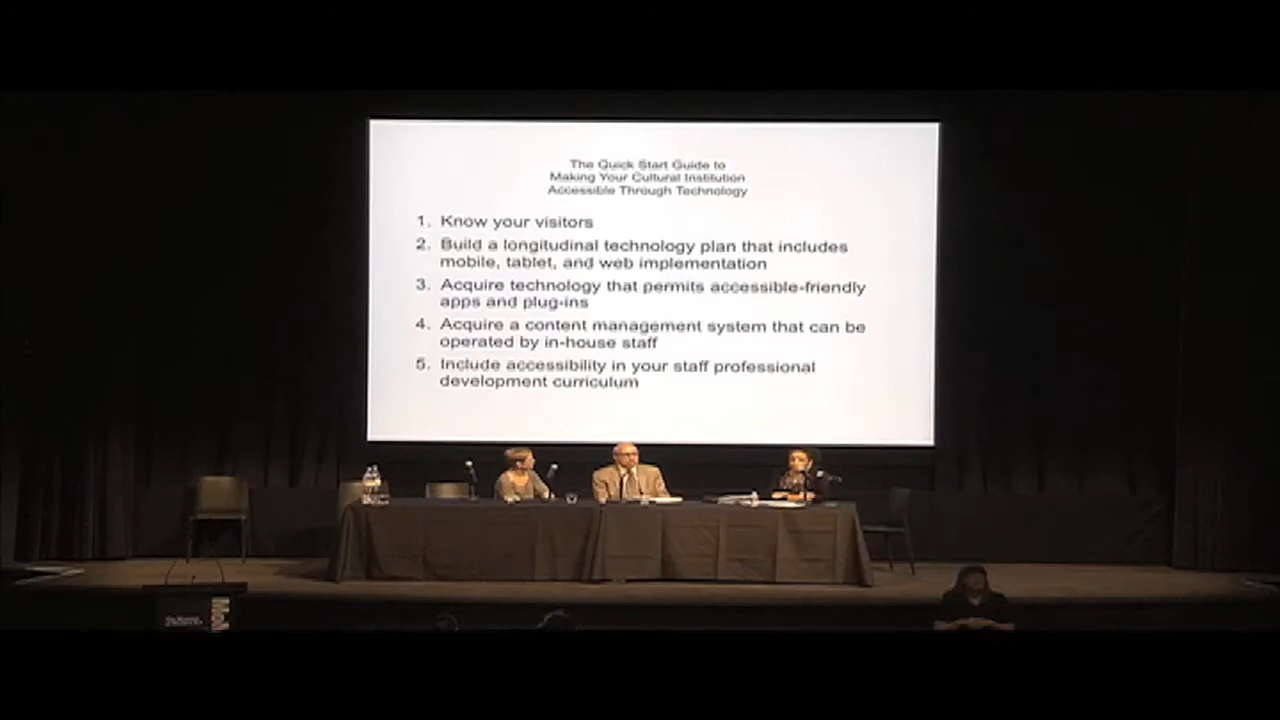 The Quick Start Guide to
Making Your Cultural Institution
Accessible Through Technology
1. Know your visitors
2. Build a longitudinal technology plan that includes
mobile, tablet, and web implementation
3. Acquire technology that permits accessible-friendly
apps and plug-ins
4. Acquire a content management system that can be
operated by in-house staff
5. Include accessibility in your staff professional
development curriculum